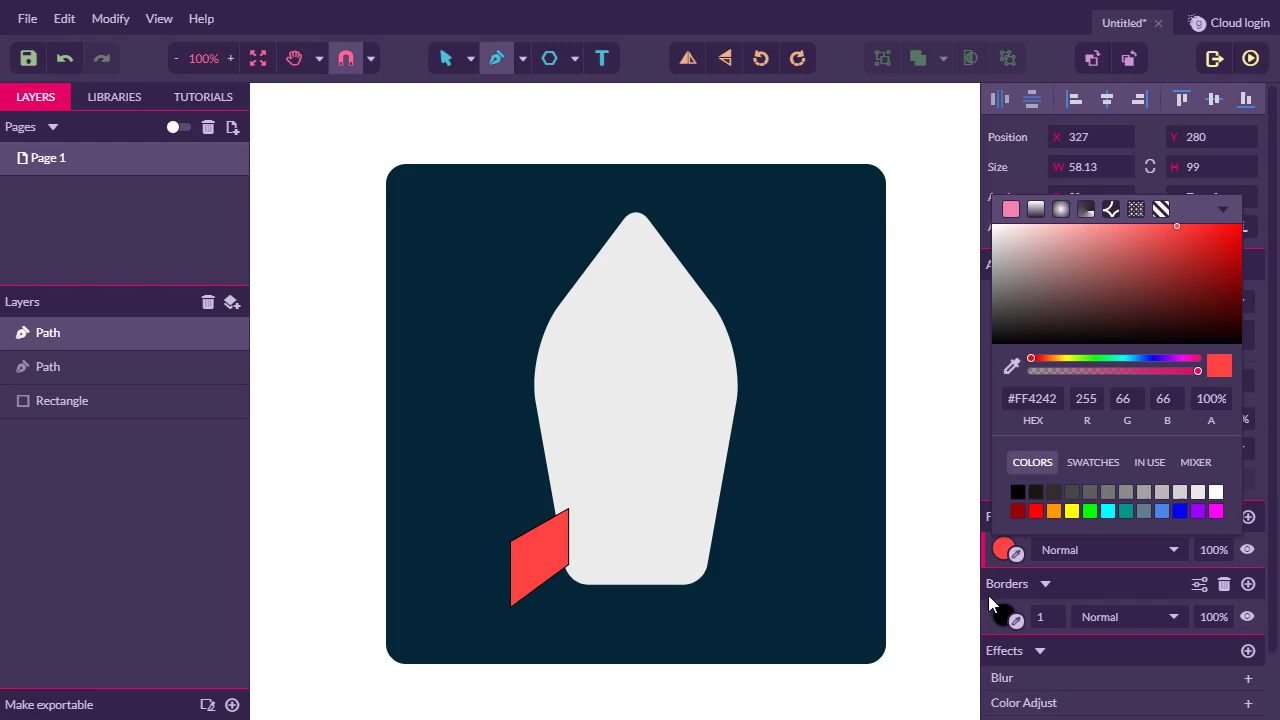 File Edit Modify View Help
Untitled* Cloud login
- 100% + T
LAYERS LIBRARIES TUTORIALS
Pages
Page 1
Layers
Path
Path
Rectangle
Make exportable
Position X 327 Y 280
Size W 58.13 H 99
#FF4242 255 66 66 100%
HEX R G B A
COLORS SWATCHES IN USE MIXER
Normal 100%
Borders
1 Normal 100%
Effects
Blur +
Color Adjust +